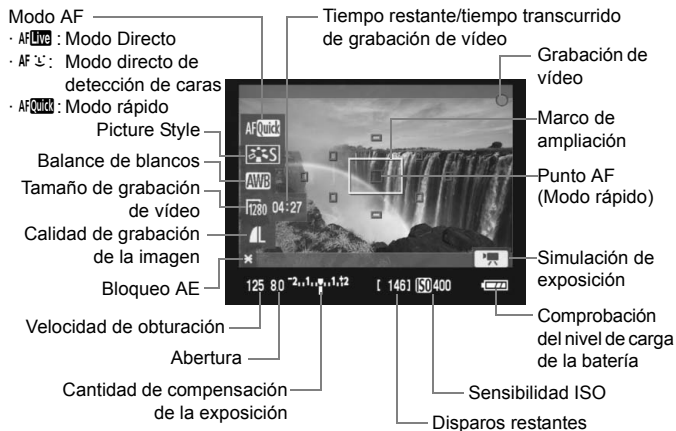 Modo AF
· AF Live : Modo Directo
· AF : Modo directo de
detección de caras
· AF Quick : Modo rápido
Picture Style
Balance de blancos
Tamaño de grabación
de vídeo
Calidad de grabación
de la imagen
Bloqueo AE
Velocidad de obturación
Abertura
Cantidad de compensación
de la exposición
Tiempo restante/tiempo transcurrido
de grabación de vídeo
Grabación de
vídeo
Marco de
ampliación
Punto AF
(Modo rápido)
Simulación de
exposición
Comprobación
del nivel de carga
de la batería
Sensibilidad ISO
Disparos restantes
AF Quick
S
AWB
1280 04:27
L
125 8.0 -2..1..▼..1.+2 [ 146] ISO 400